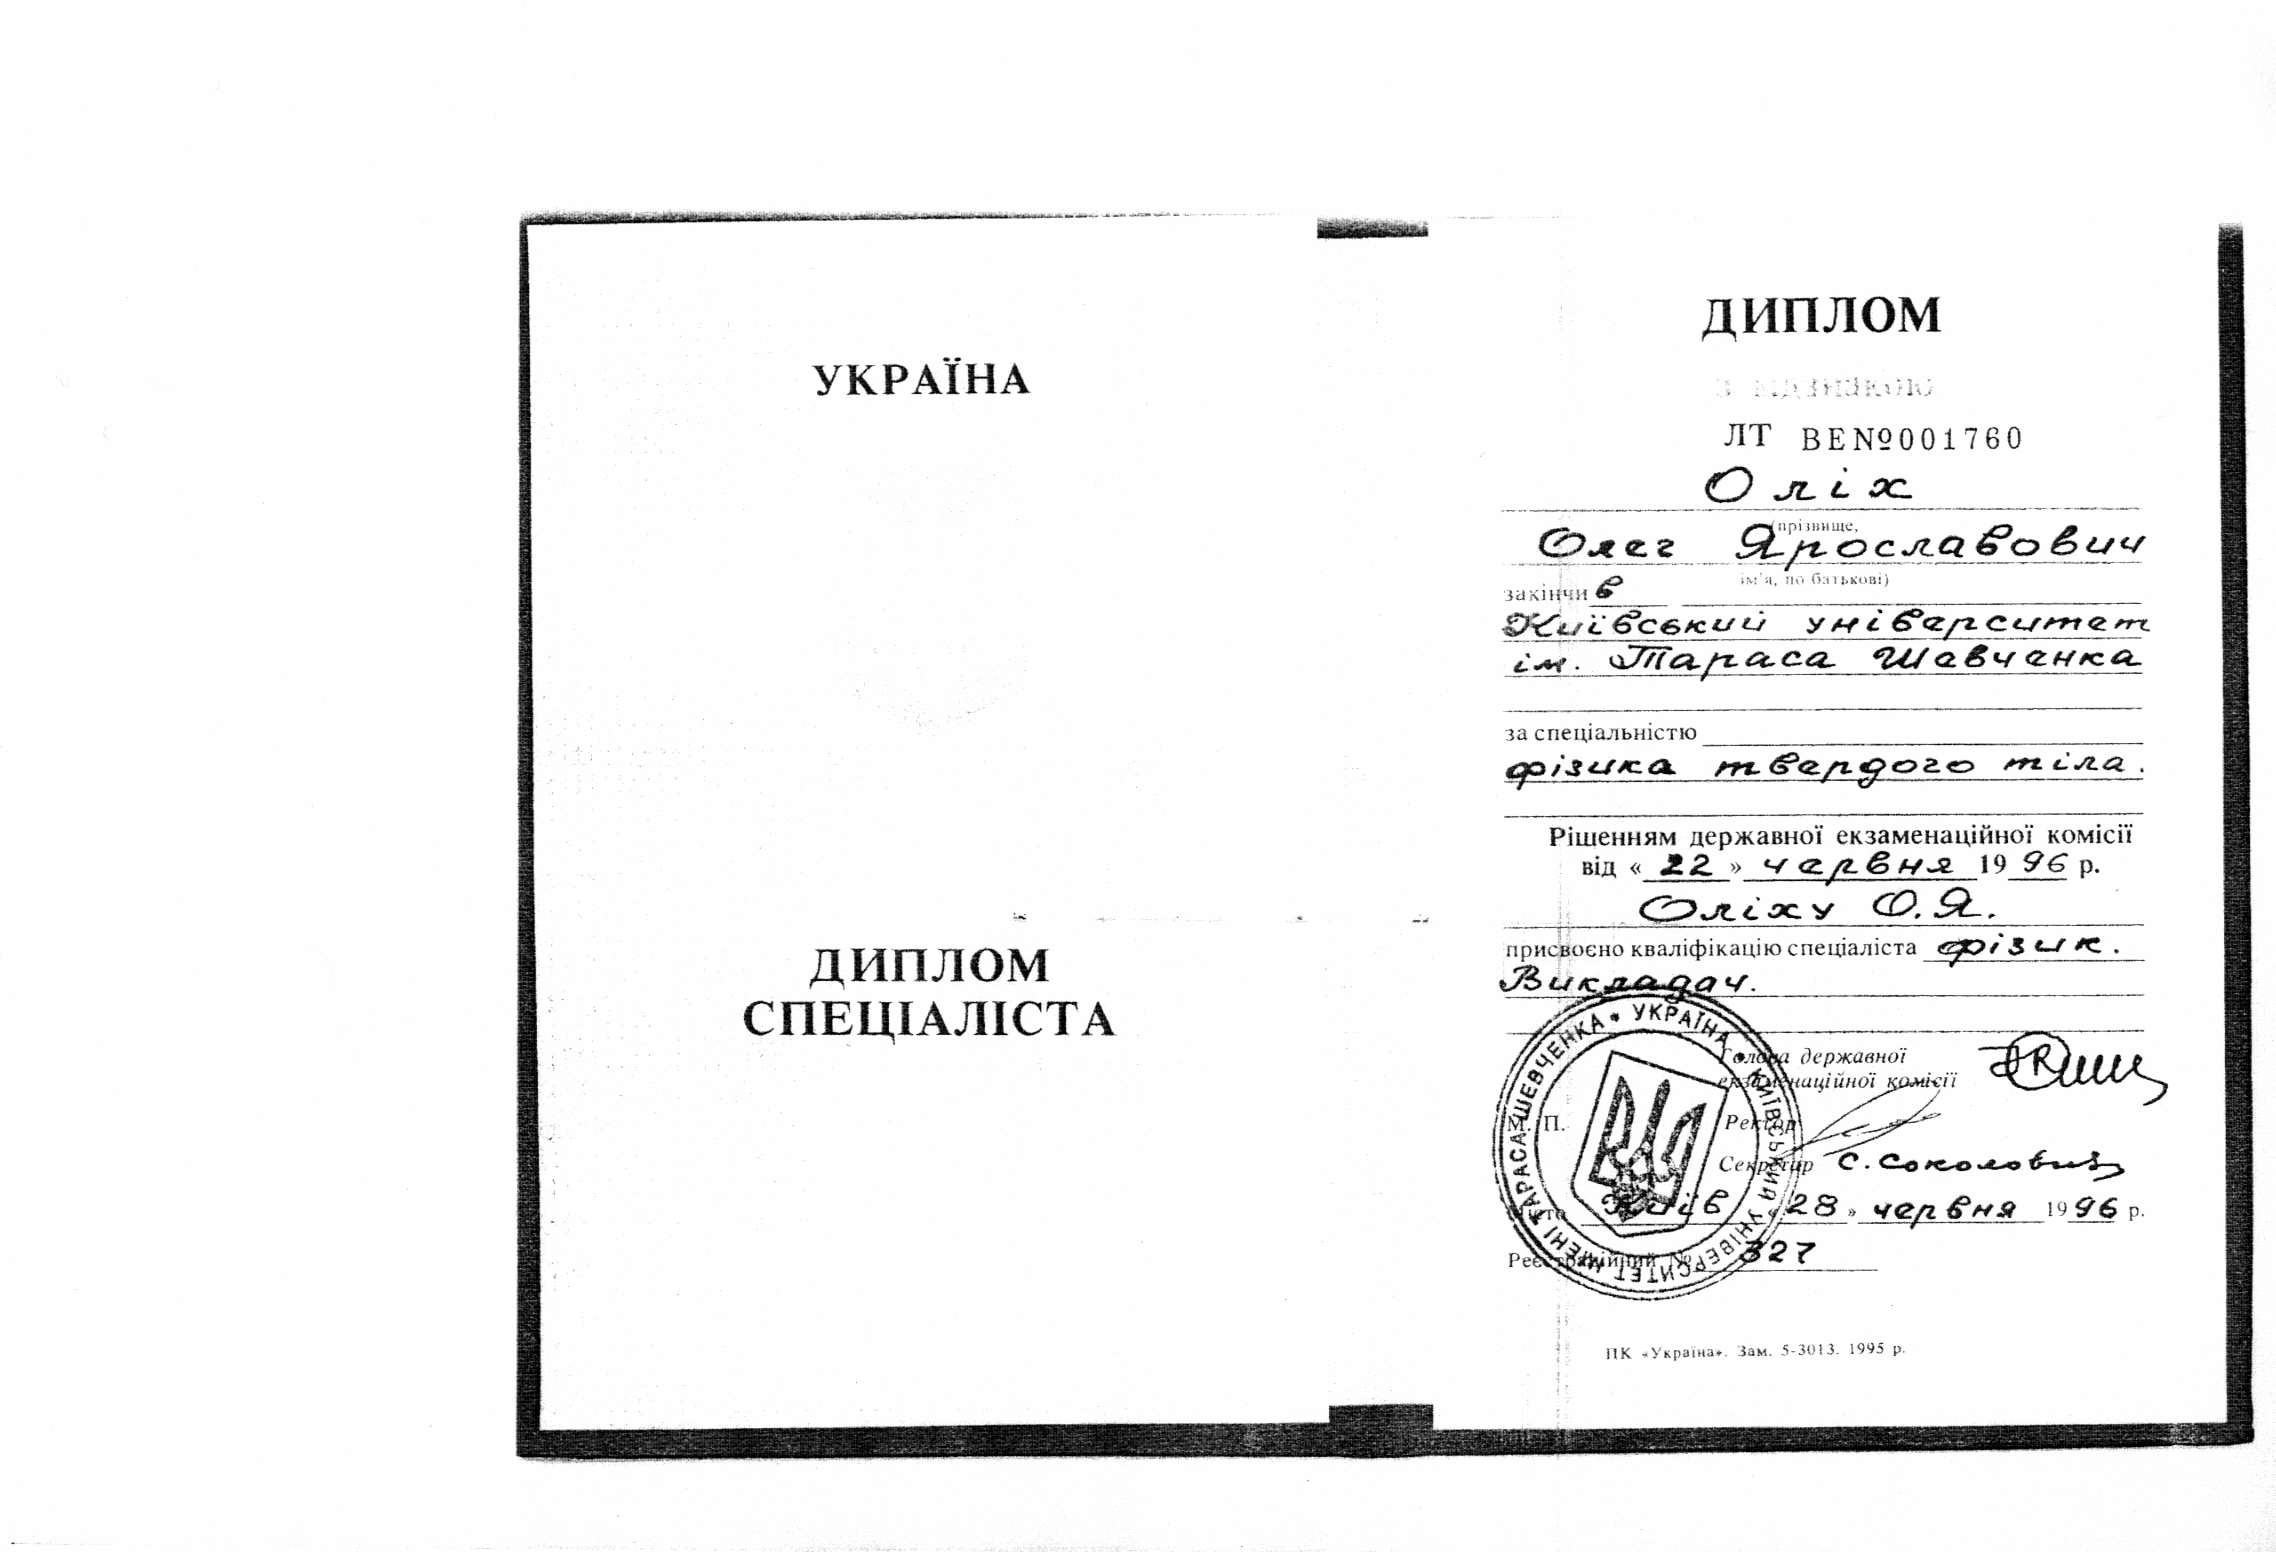 УКРАЇНА
ДИПЛОМ
СПЕЦІАЛІСТА
ДИПЛОМ
З ВІДЗНАКОЮ
ЛТ ВЕ№001760
Оліх
(прізвище,
Олег Ярославович
ім'я, по батькові)
закінчив
Київський університет
ім. Тараса Шевченка
за спеціальністю
фізика твердого тіла.
Рішенням державної екзаменаційної комісії
від «22» червня 1996 р.
Оліху О.Я.
присвоєно кваліфікацію спеціаліста фізик.
Викладач.
Голова державної
екзаменаційної комісії
М. П. Ректор
Секретар С. Соколовиз
Місто Київ «28» червня 1996 р.
Реєстраційний № 327
УКРАЇНА • КИЇВСЬКИЙ УНІВЕРСИТЕТ ІМЕНІ ТАРАСА ШЕВЧЕНКА •
ПК «Україна». Зам. 5-3013. 1995 р.